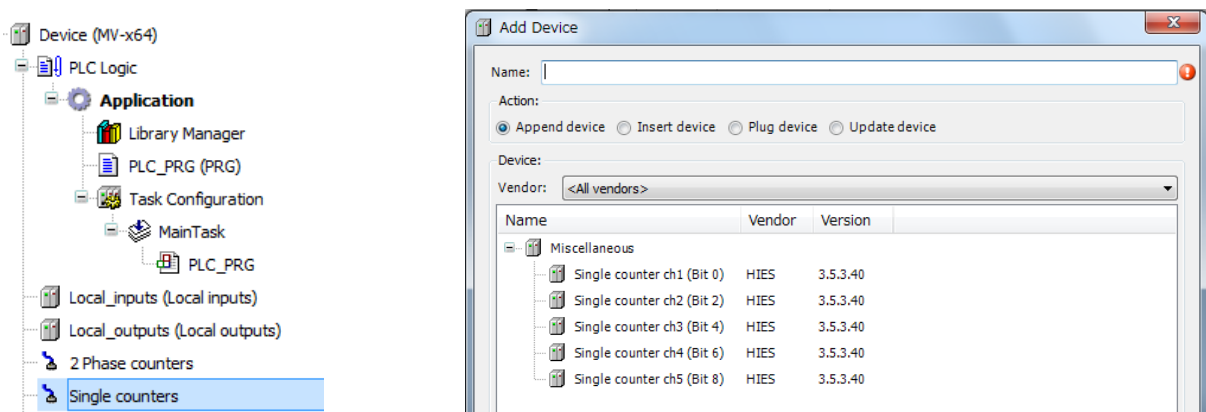 Device (MV-x64)
PLC Logic
Application
Library Manager
PLC_PRG (PRG)
Task Configuration
MainTask
PLC_PRG
Local_inputs (Local inputs)
Local_outputs (Local outputs)
2 Phase counters
Single counters
Add Device
Name:
Action:
Append device Insert device Plug device Update device
Device:
Vendor: <All vendors>
Name Vendor Version
Miscellaneous
Single counter ch1 (Bit 0) HIES 3.5.3.40
Single counter ch2 (Bit 2) HIES 3.5.3.40
Single counter ch3 (Bit 4) HIES 3.5.3.40
Single counter ch4 (Bit 6) HIES 3.5.3.40
Single counter ch5 (Bit 8) HIES 3.5.3.40